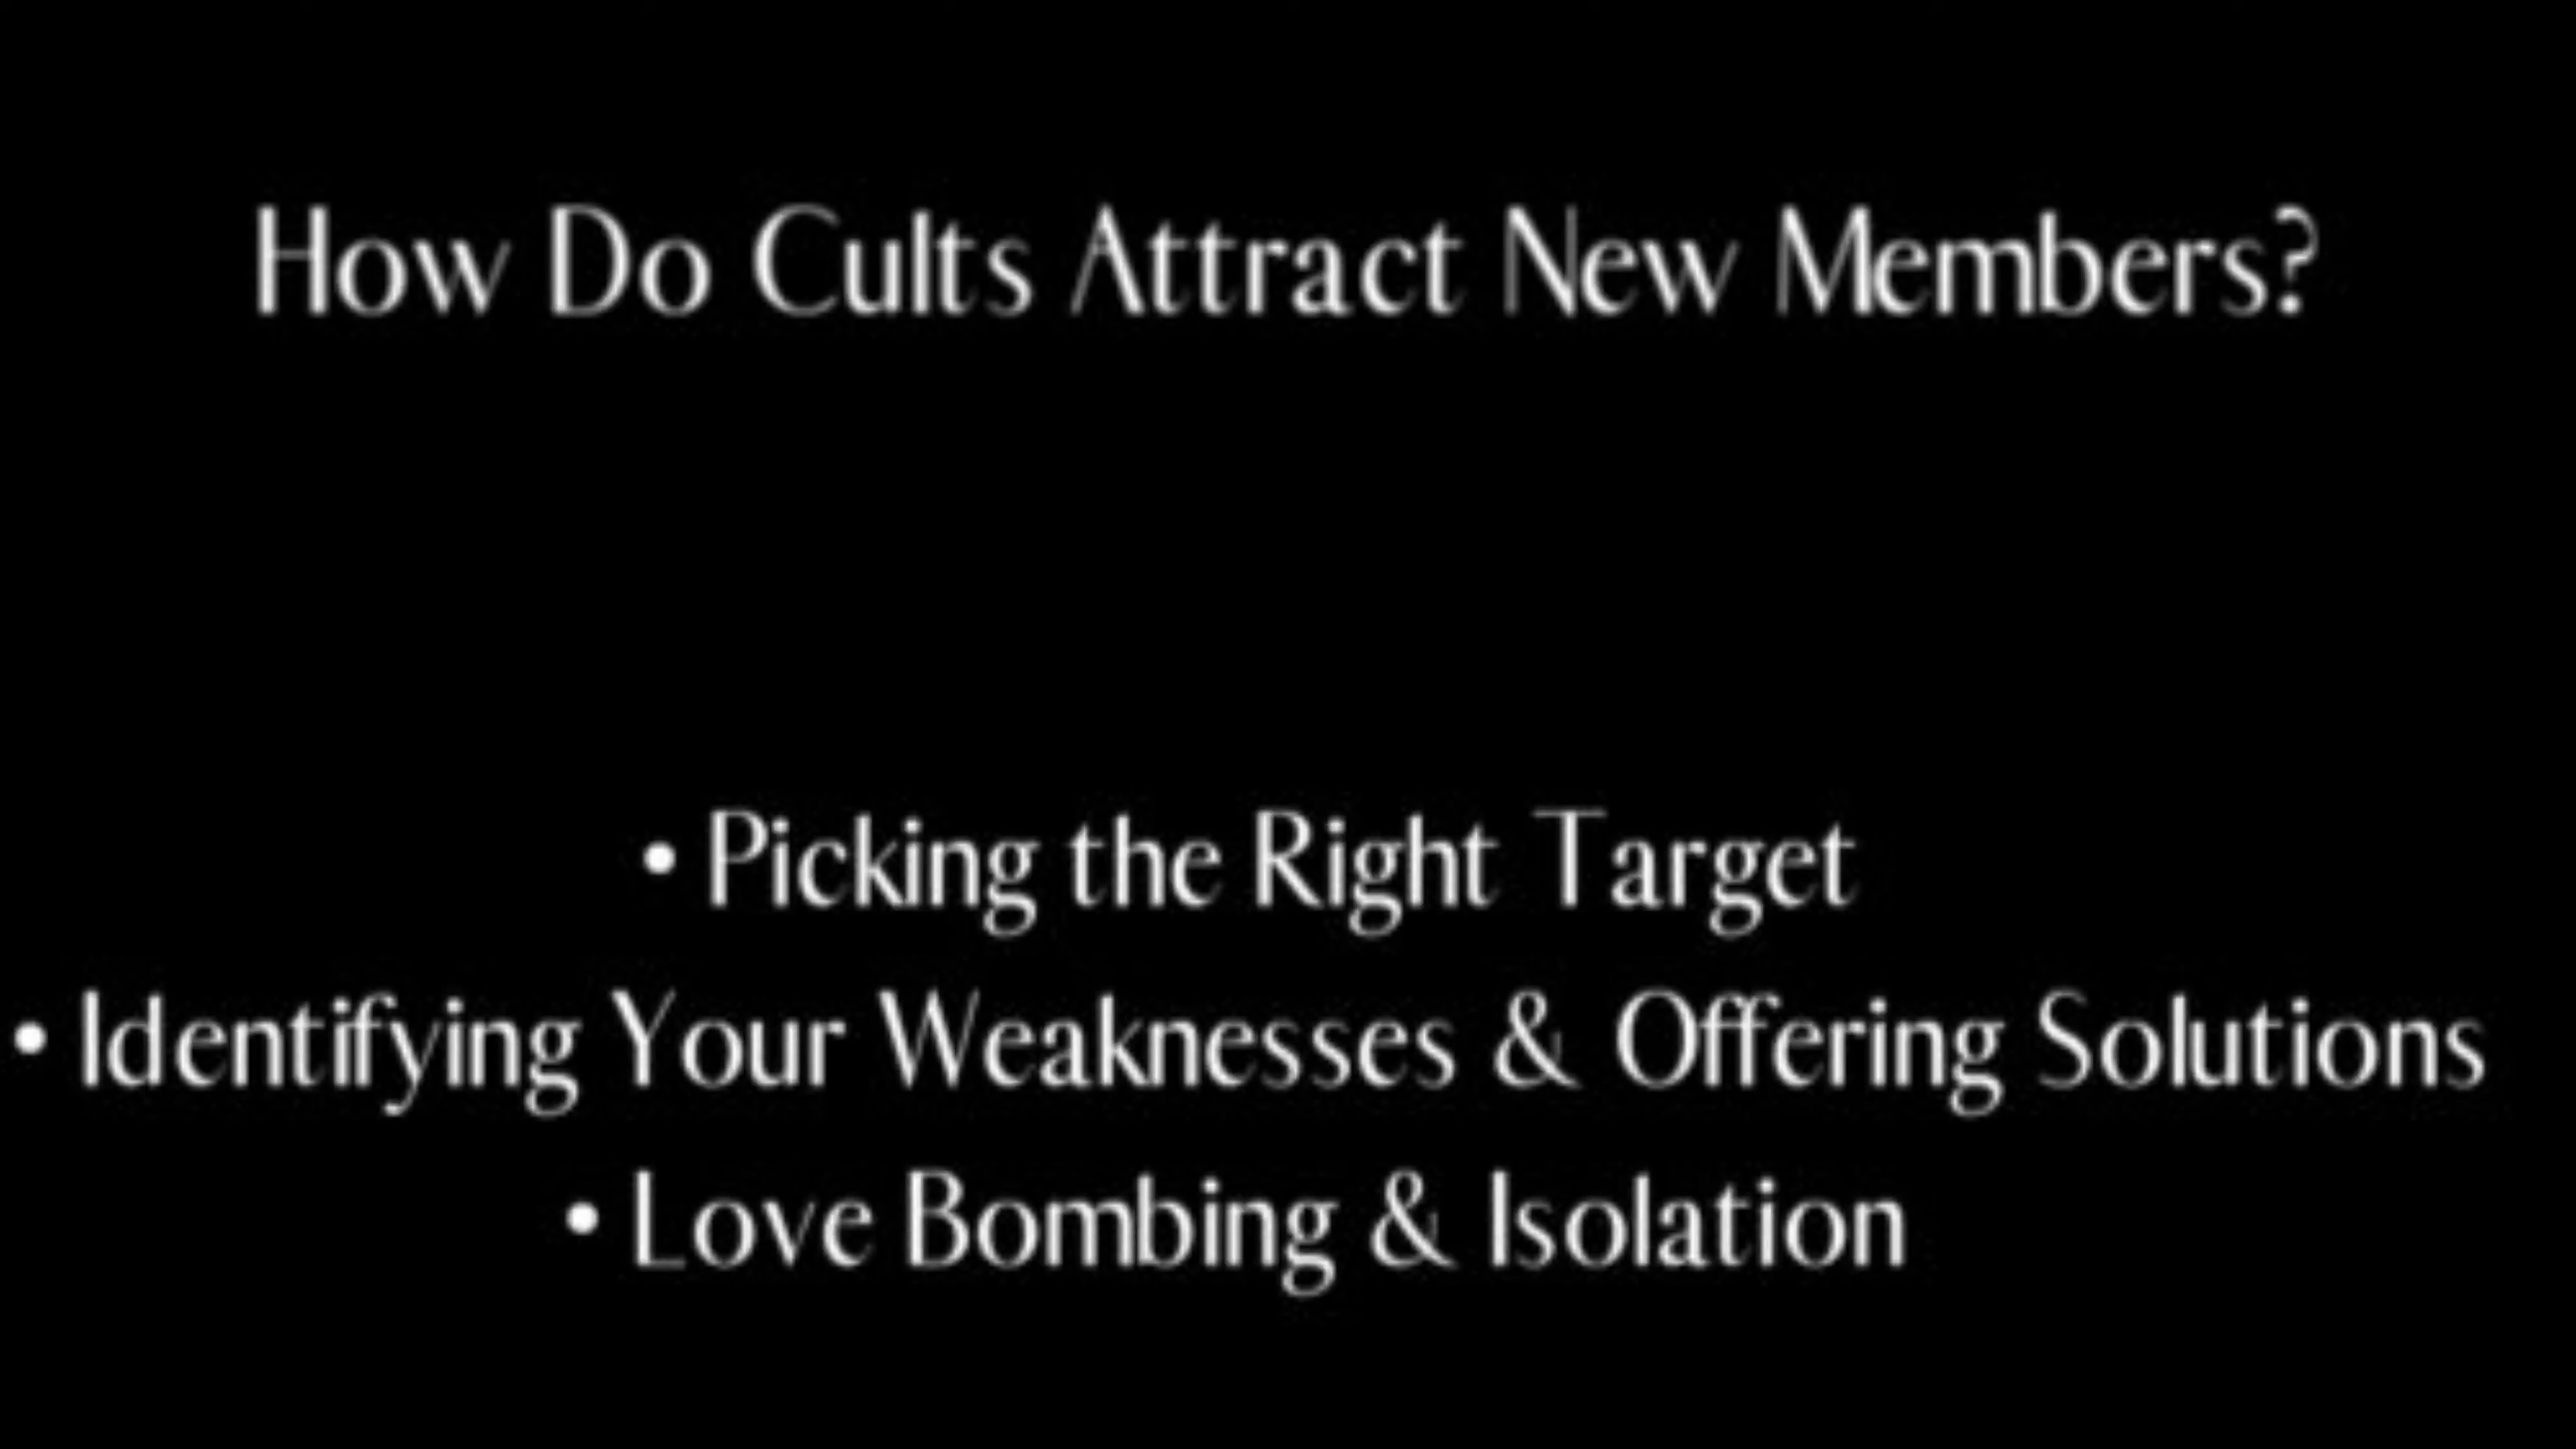 How Do Cults Attract New Members?
• Picking the Right Target
• Identifying Your Weaknesses & Offering Solutions
• Love Bombing & Isolation